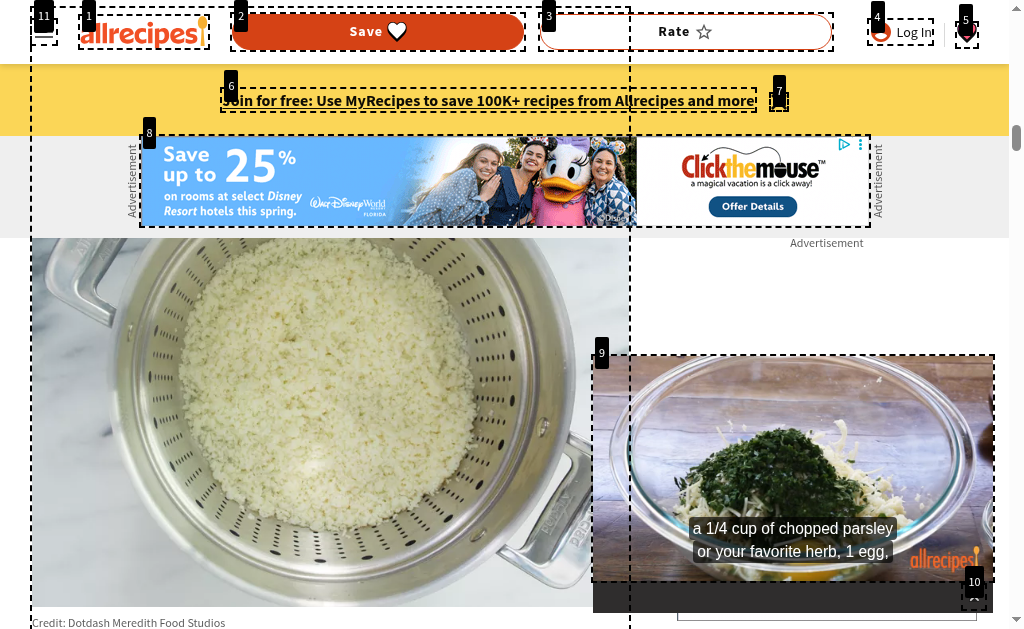 11
1
allrecipes
2
Save
3
Rate
4
Log In
5
6
Join for free: Use MyRecipes to save 100K+ recipes from Allrecipes and more
7
8
Advertisement
Save
up to 25%
on rooms at select Disney
Resort hotels this spring.
Walt Disney World
FLORIDA
©Disney
Clickthemouse™
a magical vacation is a click away!
Offer Details
Advertisement
Advertisement
9
a 1/4 cup of chopped parsley
or your favorite herb, 1 egg,
allrecipes
10
Credit: Dotdash Meredith Food Studios